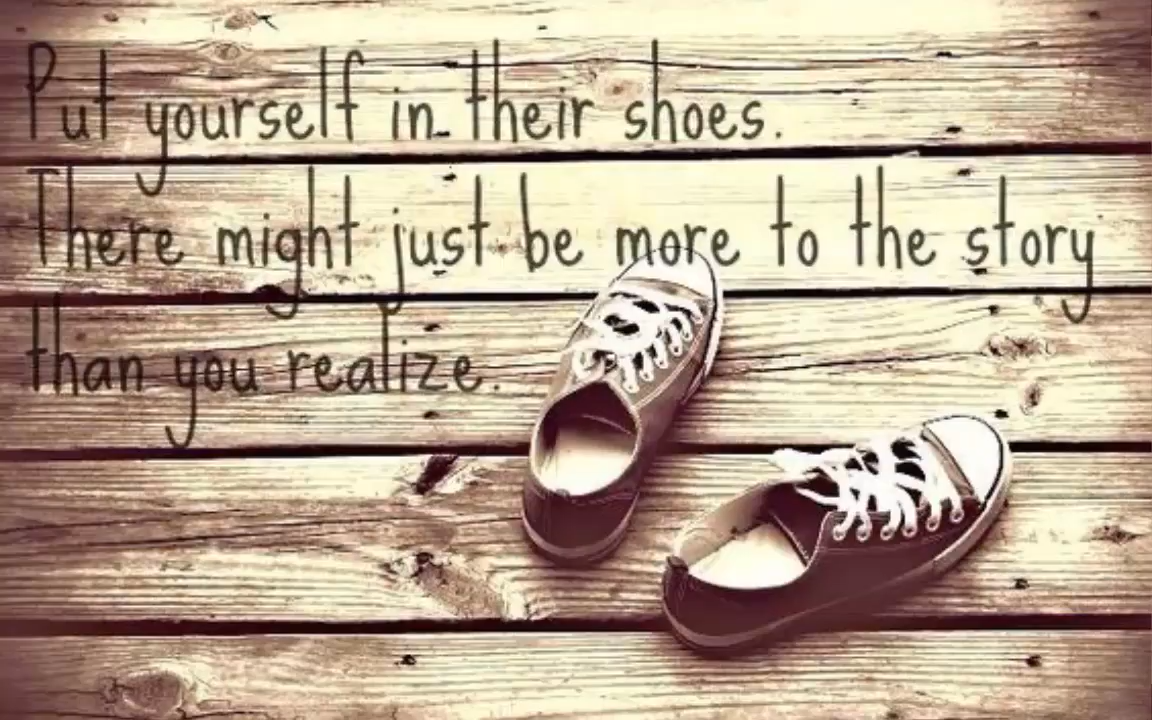 Put yourself in their shoes.
There might just be more to the story
than you realize.